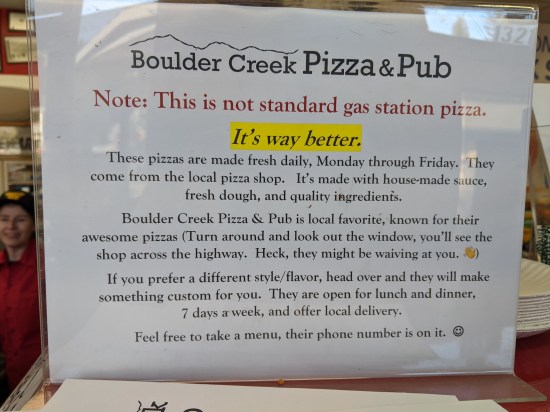 1321
Boulder Creek Pizza & Pub
Note: This is not standard gas station pizza.
It's way better.
These pizzas are made fresh daily, Monday through Friday. They
come from the local pizza shop. It's made with house-made sauce,
fresh dough, and quality ingredients.
Boulder Creek Pizza & Pub is local favorite, known for their
awesome pizzas (Turn around and look out the window, you'll see the
shop across the highway. Heck, they might be waiving at you. 👋)
If you prefer a different style/flavor, head over and they will make
something custom for you. They are open for lunch and dinner,
7 days a week, and offer local delivery.
Feel free to take a menu, their phone number is on it. ☺